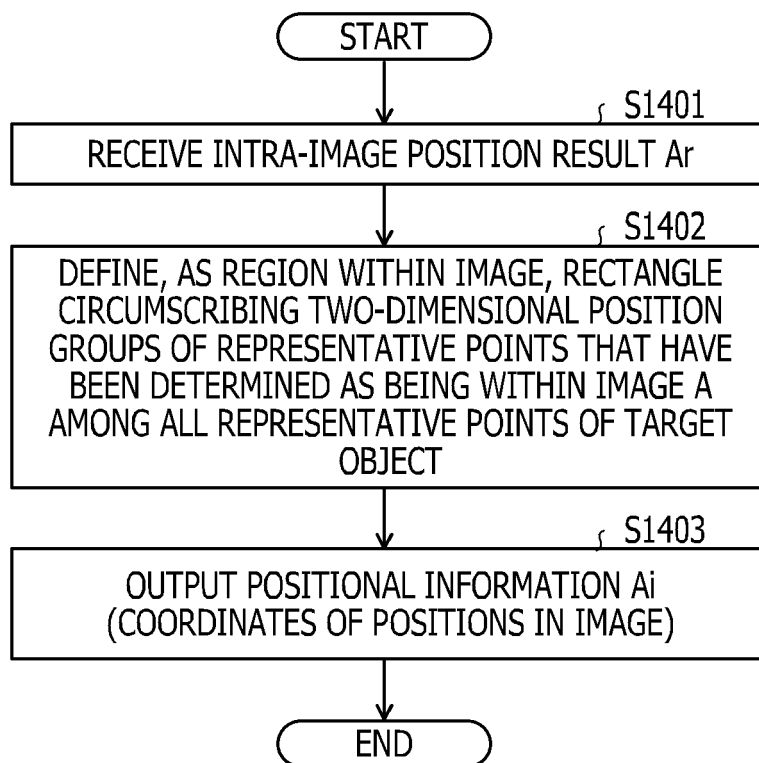 START
S1401
RECEIVE INTRA-IMAGE POSITION RESULT Ar
S1402
DEFINE, AS REGION WITHIN IMAGE, RECTANGLE
CIRCUMSCRIBING TWO-DIMENSIONAL POSITION
GROUPS OF REPRESENTATIVE POINTS THAT HAVE
BEEN DETERMINED AS BEING WITHIN IMAGE A
AMONG ALL REPRESENTATIVE POINTS OF TARGET
OBJECT
S1403
OUTPUT POSITIONAL INFORMATION Ai
(COORDINATES OF POSITIONS IN IMAGE)
END